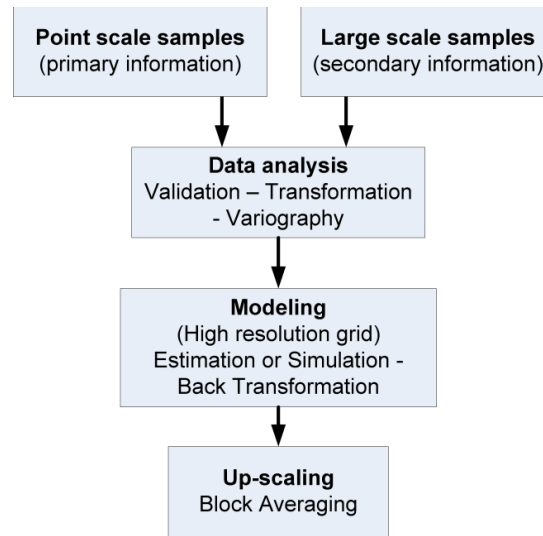 Point scale samples
(primary information)
Large scale samples
(secondary information)
Data analysis
Validation – Transformation
- Variography
Modeling
(High resolution grid)
Estimation or Simulation -
Back Transformation
Up-scaling
Block Averaging